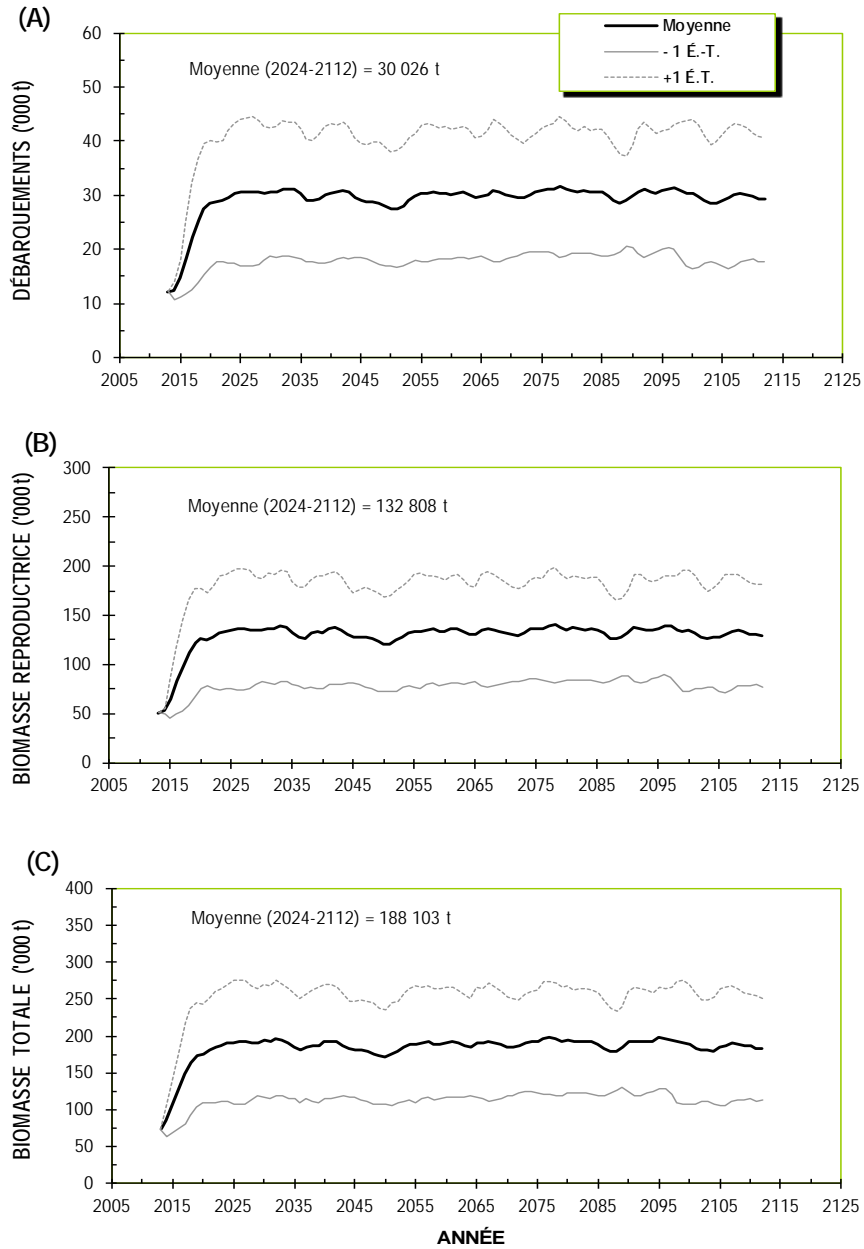 (A)
Moyenne
- 1 É.-T.
+1 É.T.
Moyenne (2024-2112) = 30 026 t
DÉBARQUEMENTS ('000 t)
60
50
40
30
20
10
0
2005 2015 2025 2035 2045 2055 2065 2075 2085 2095 2105 2115 2125
(B)
Moyenne (2024-2112) = 132 808 t
BIOMASSE REPRODUCTRICE ('000 t)
300
250
200
150
100
50
0
2005 2015 2025 2035 2045 2055 2065 2075 2085 2095 2105 2115 2125
(C)
Moyenne (2024-2112) = 188 103 t
BIOMASSE TOTALE ('000 t)
400
350
300
250
200
150
100
50
0
2005 2015 2025 2035 2045 2055 2065 2075 2085 2095 2105 2115 2125
ANNÉE